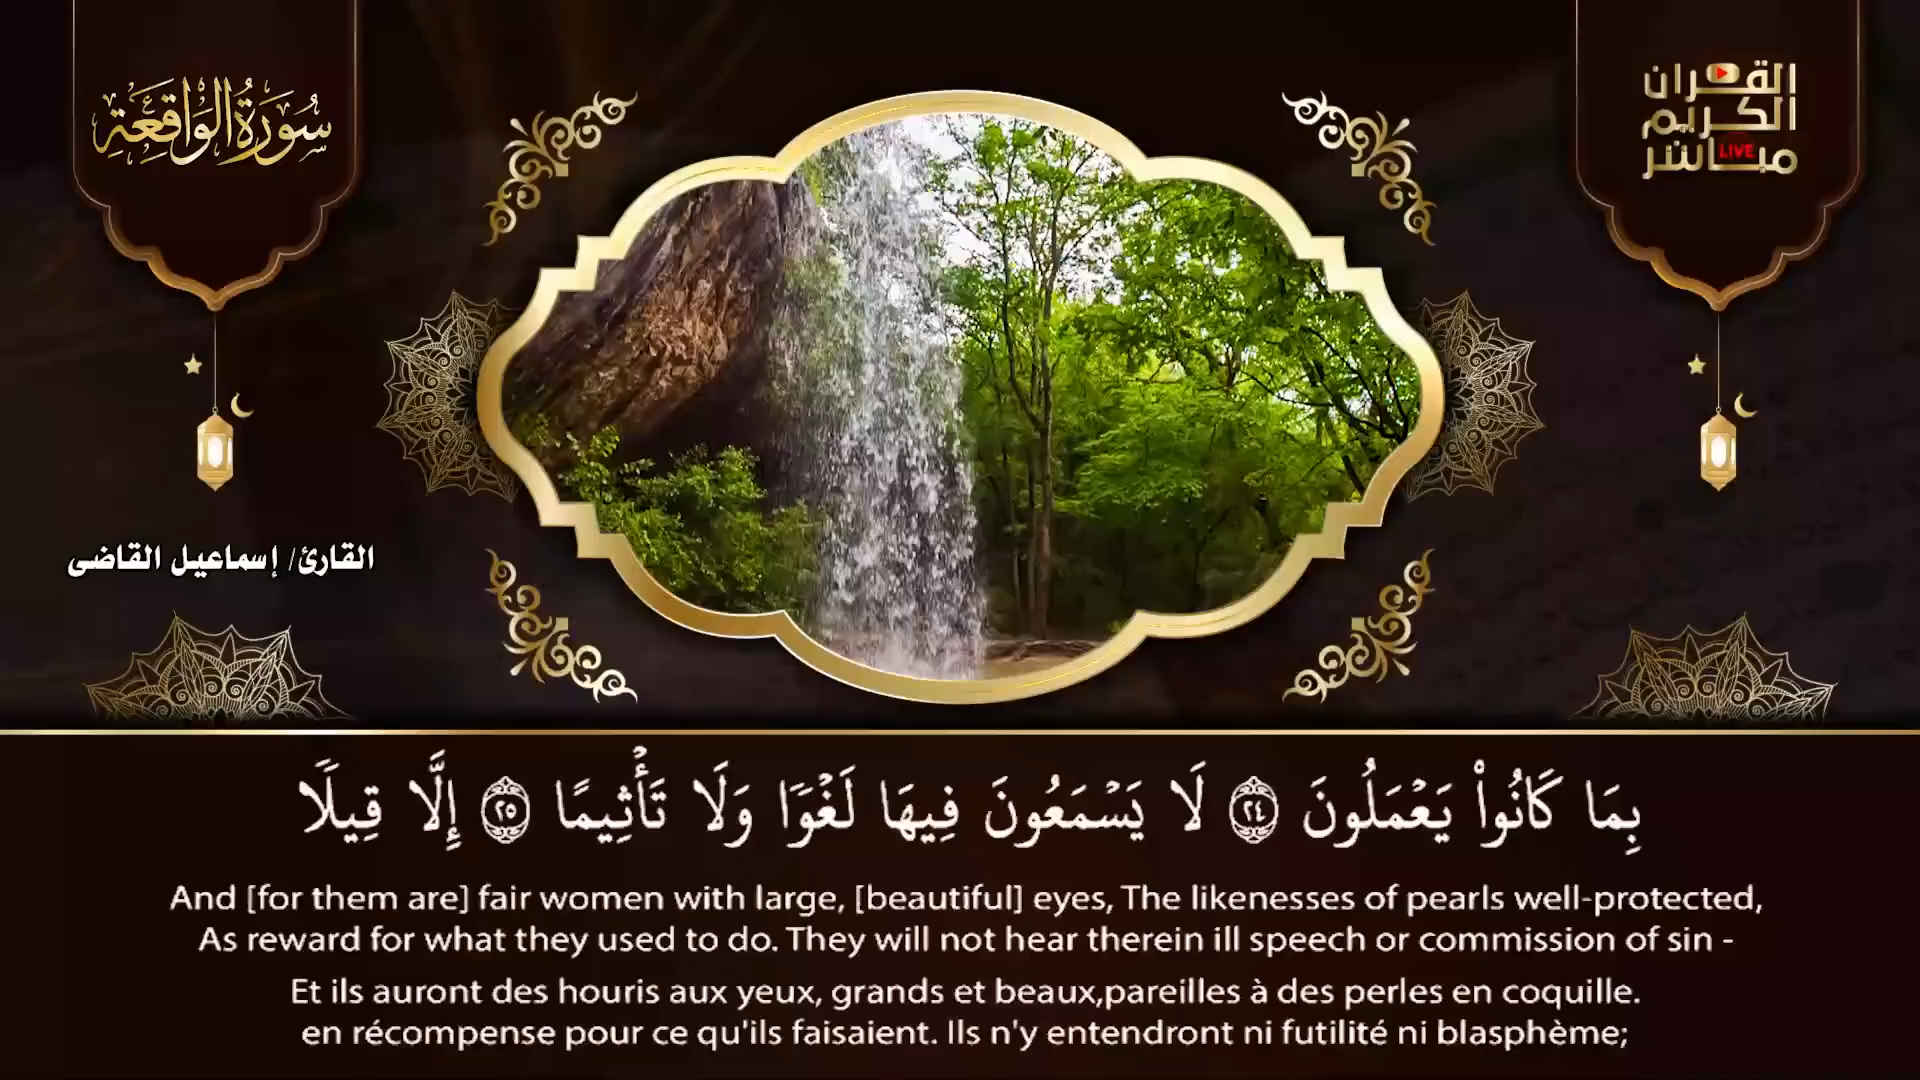 سُورَةُ الوَاقِعَةِ
القران
الكريم
مباشر
LIVE
القارئ/ إسماعيل القاضى
بِمَا كَانُوا۟ يَعْمَلُونَ ٢٤ لَا يَسْمَعُونَ فِيهَا لَغْوًا وَلَا تَأْثِيمًا ٢٥ إِلَّا قِيلًا
And [for them are] fair women with large, [beautiful] eyes, The likenesses of pearls well-protected,
As reward for what they used to do. They will not hear therein ill speech or commission of sin -
Et ils auront des houris aux yeux, grands et beaux,pareilles à des perles en coquille.
en récompense pour ce qu'ils faisaient. Ils n'y entendront ni futilité ni blasphème;